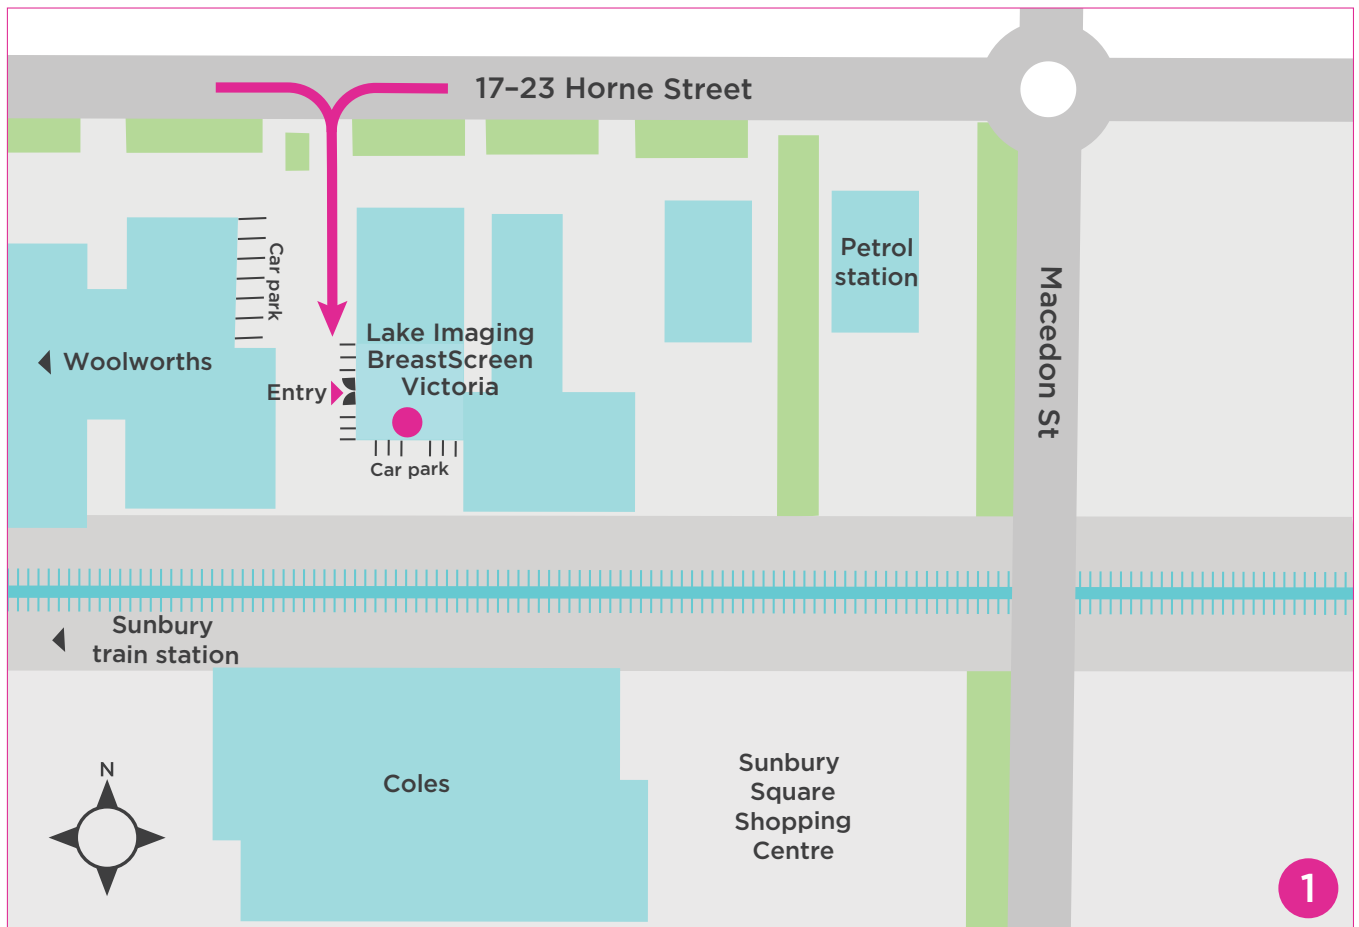 17–23 Horne Street
Car park
Petrol
station
Macedon St
Woolworths
Lake Imaging
BreastScreen
Victoria
Entry
Car park
Sunbury
train station
N
Coles
Sunbury
Square
Shopping
Centre
1